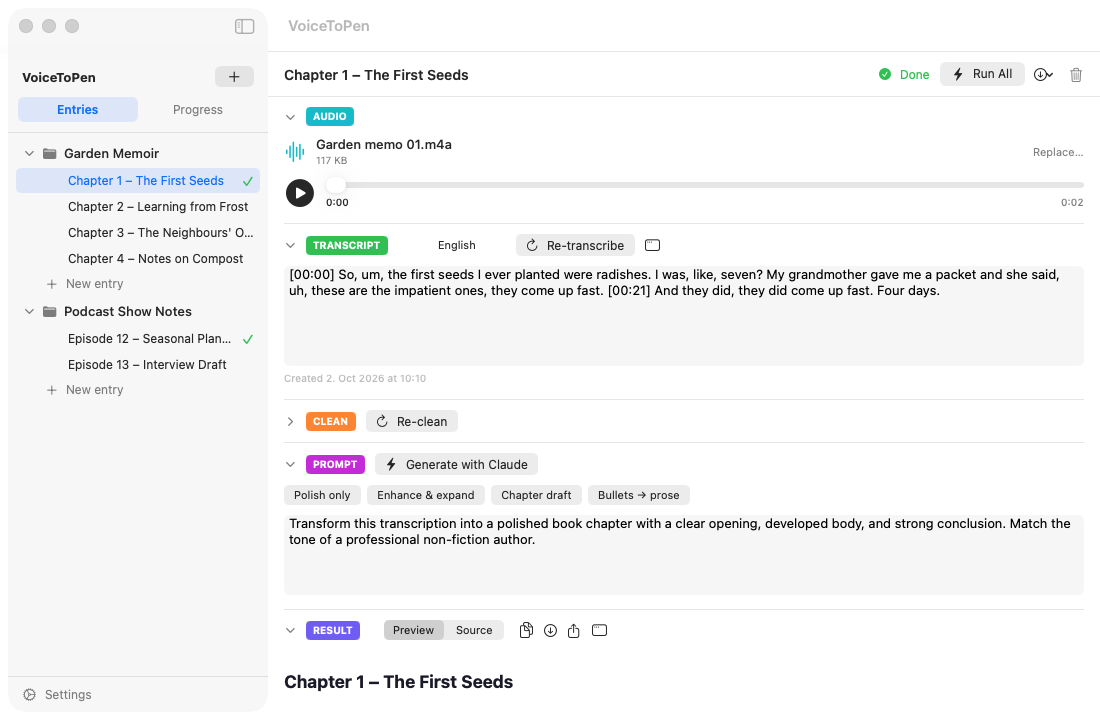 VoiceToPen
VoiceToPen
Entries
Progress
Garden Memoir
Chapter 1 – The First Seeds
Chapter 2 – Learning from Frost
Chapter 3 – The Neighbours' O...
Chapter 4 – Notes on Compost
New entry
Podcast Show Notes
Episode 12 – Seasonal Plan...
Episode 13 – Interview Draft
New entry
Settings
Chapter 1 – The First Seeds
Done
Run All
AUDIO
Garden memo 01.m4a
117 KB
Replace...
0:00
0:02
TRANSCRIPT
English
Re-transcribe
[00:00] So, um, the first seeds I ever planted were radishes. I was, like, seven? My grandmother gave me a packet and she said,
uh, these are the impatient ones, they come up fast. [00:21] And they did, they did come up fast. Four days.
Created 2. Oct 2026 at 10:10
CLEAN
Re-clean
PROMPT
Generate with Claude
Polish only
Enhance & expand
Chapter draft
Bullets → prose
Transform this transcription into a polished book chapter with a clear opening, developed body, and strong conclusion. Match the
tone of a professional non-fiction author.
RESULT
Preview
Source
Chapter 1 – The First Seeds